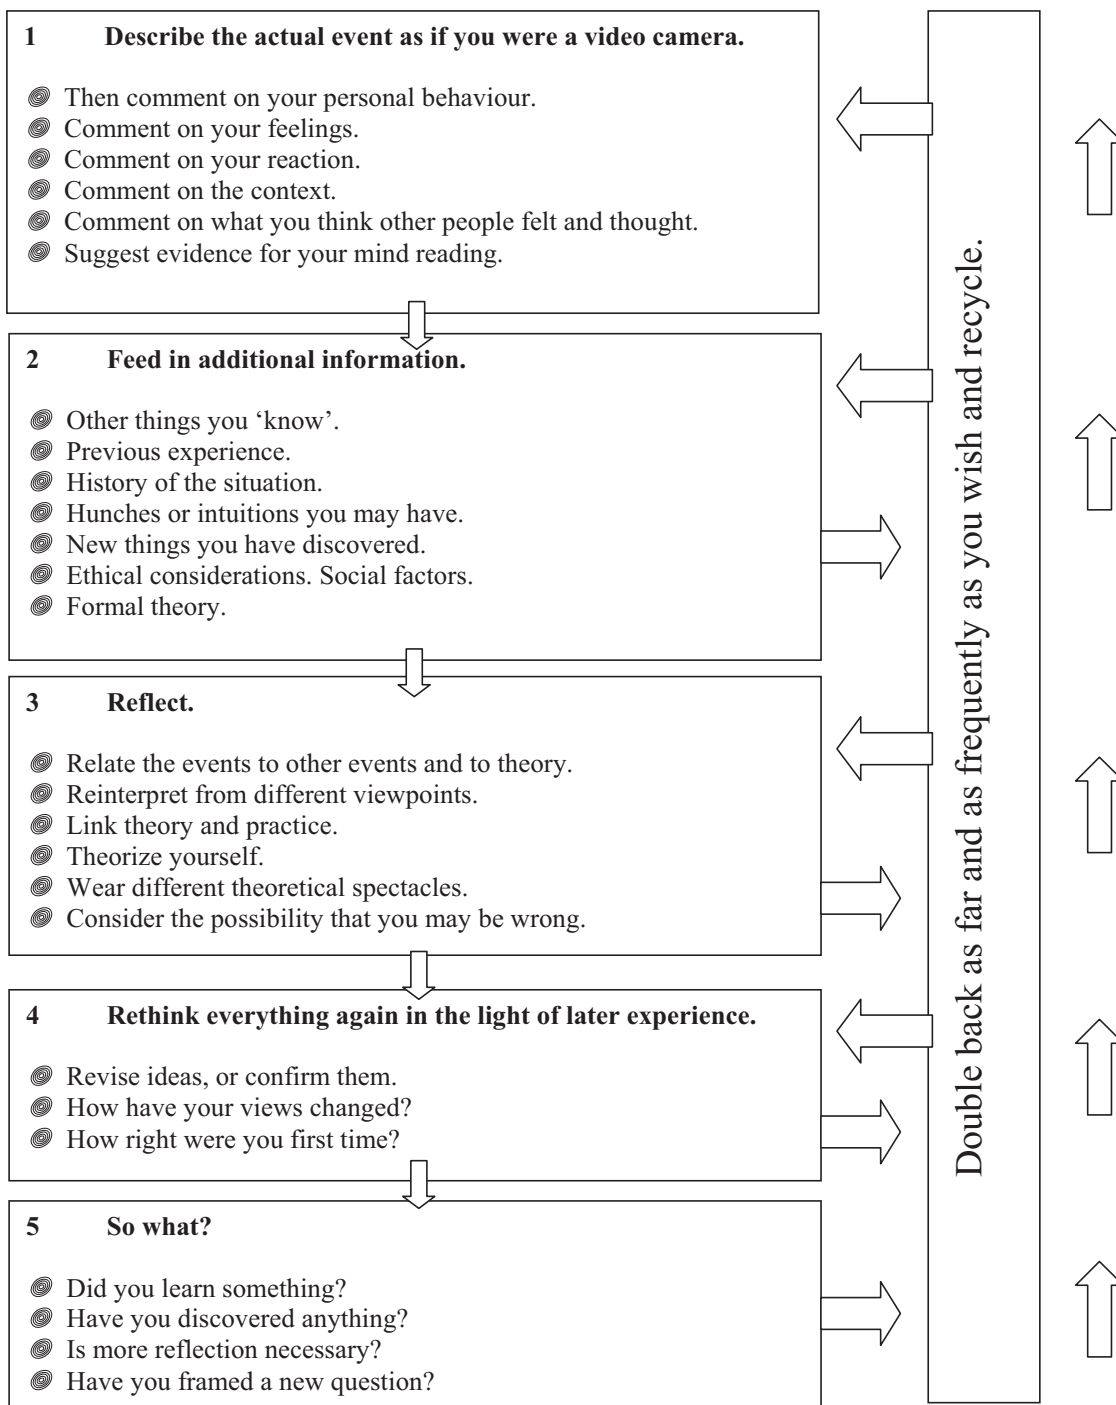 1 Describe the actual event as if you were a video camera.
Then comment on your personal behaviour.
Comment on your feelings.
Comment on your reaction.
Comment on the context.
Comment on what you think other people felt and thought.
Suggest evidence for your mind reading.
2 Feed in additional information.
Other things you ‘know’.
Previous experience.
History of the situation.
Hunches or intuitions you may have.
New things you have discovered.
Ethical considerations. Social factors.
Formal theory.
3 Reflect.
Relate the events to other events and to theory.
Reinterpret from different viewpoints.
Link theory and practice.
Theorize yourself.
Wear different theoretical spectacles.
Consider the possibility that you may be wrong.
4 Rethink everything again in the light of later experience.
Revise ideas, or confirm them.
How have your views changed?
How right were you first time?
5 So what?
Did you learn something?
Have you discovered anything?
Is more reflection necessary?
Have you framed a new question?
Double back as far and as frequently as you wish and recycle.